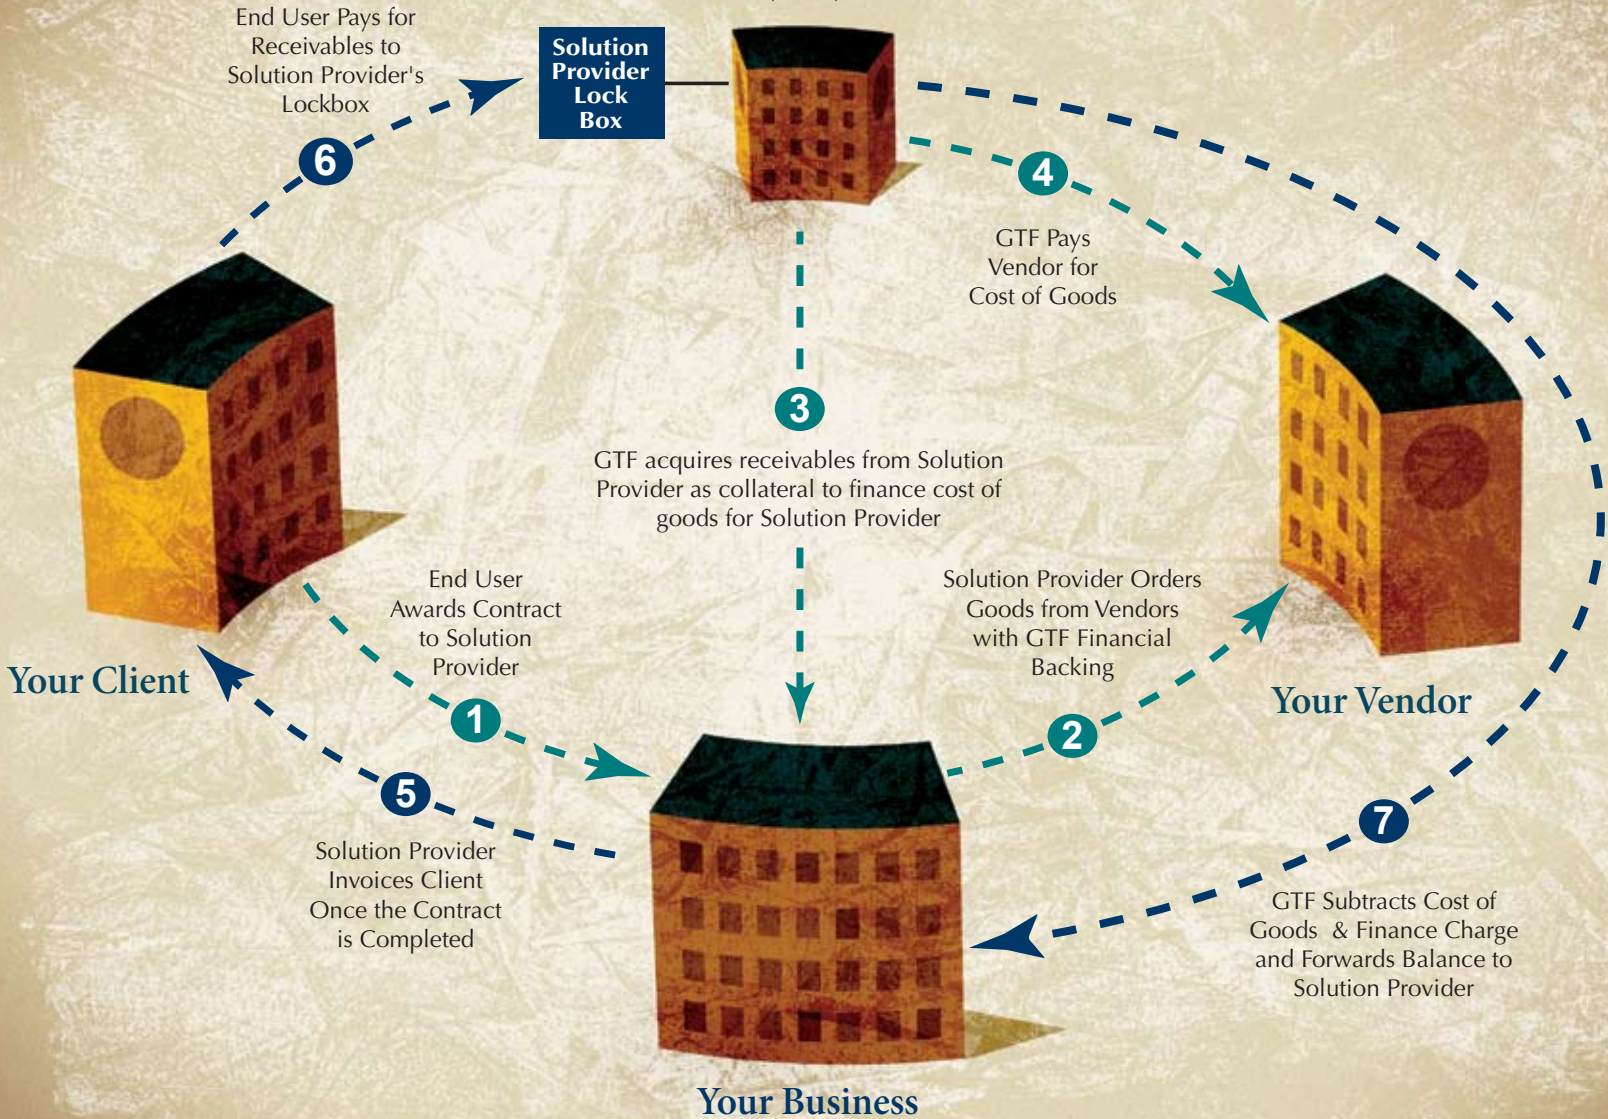 End User Pays for
Receivables to
Solution Provider's
Lockbox
Solution
Provider
Lock
Box
6
4
GTF Pays
Vendor for
Cost of Goods
3
GTF acquires receivables from Solution
Provider as collateral to finance cost of
goods for Solution Provider
End User
Awards Contract
to Solution
Provider
Solution Provider Orders
Goods from Vendors
with GTF Financial
Backing
Your Client
Your Vendor
1
2
5
7
Solution Provider
Invoices Client
Once the Contract
is Completed
GTF Subtracts Cost of
Goods & Finance Charge
and Forwards Balance to
Solution Provider
Your Business